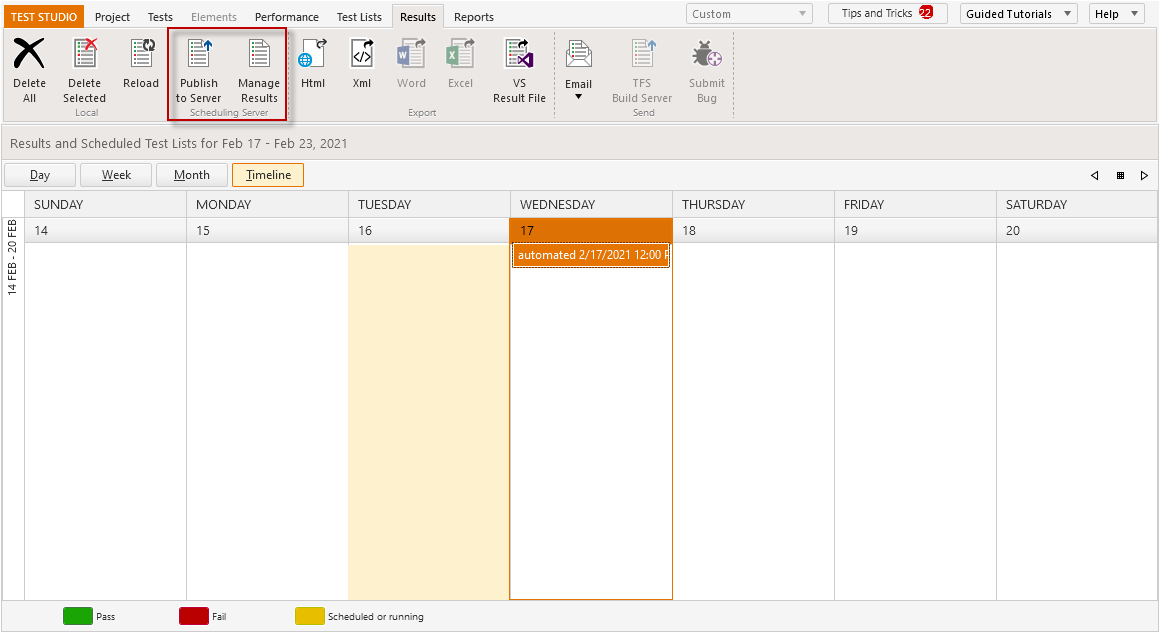 TEST STUDIO Project Tests Elements Performance Test Lists Results Reports Custom Tips and Tricks 22 Guided Tutorials Help
Delete All
Delete Selected
Reload
Local
Publish to Server
Manage Results
Scheduling Server
Html
Xml
Word
Excel
VS Result File
Export
Email
TFS Build Server
Submit Bug
Send
Results and Scheduled Test Lists for Feb 17 - Feb 23, 2021
Day Week Month Timeline
SUNDAY MONDAY TUESDAY WEDNESDAY THURSDAY FRIDAY SATURDAY
14 15 16 17 18 19 20
14 FEB - 20 FEB
automated 2/17/2021 12:00
Pass Fail Scheduled or running